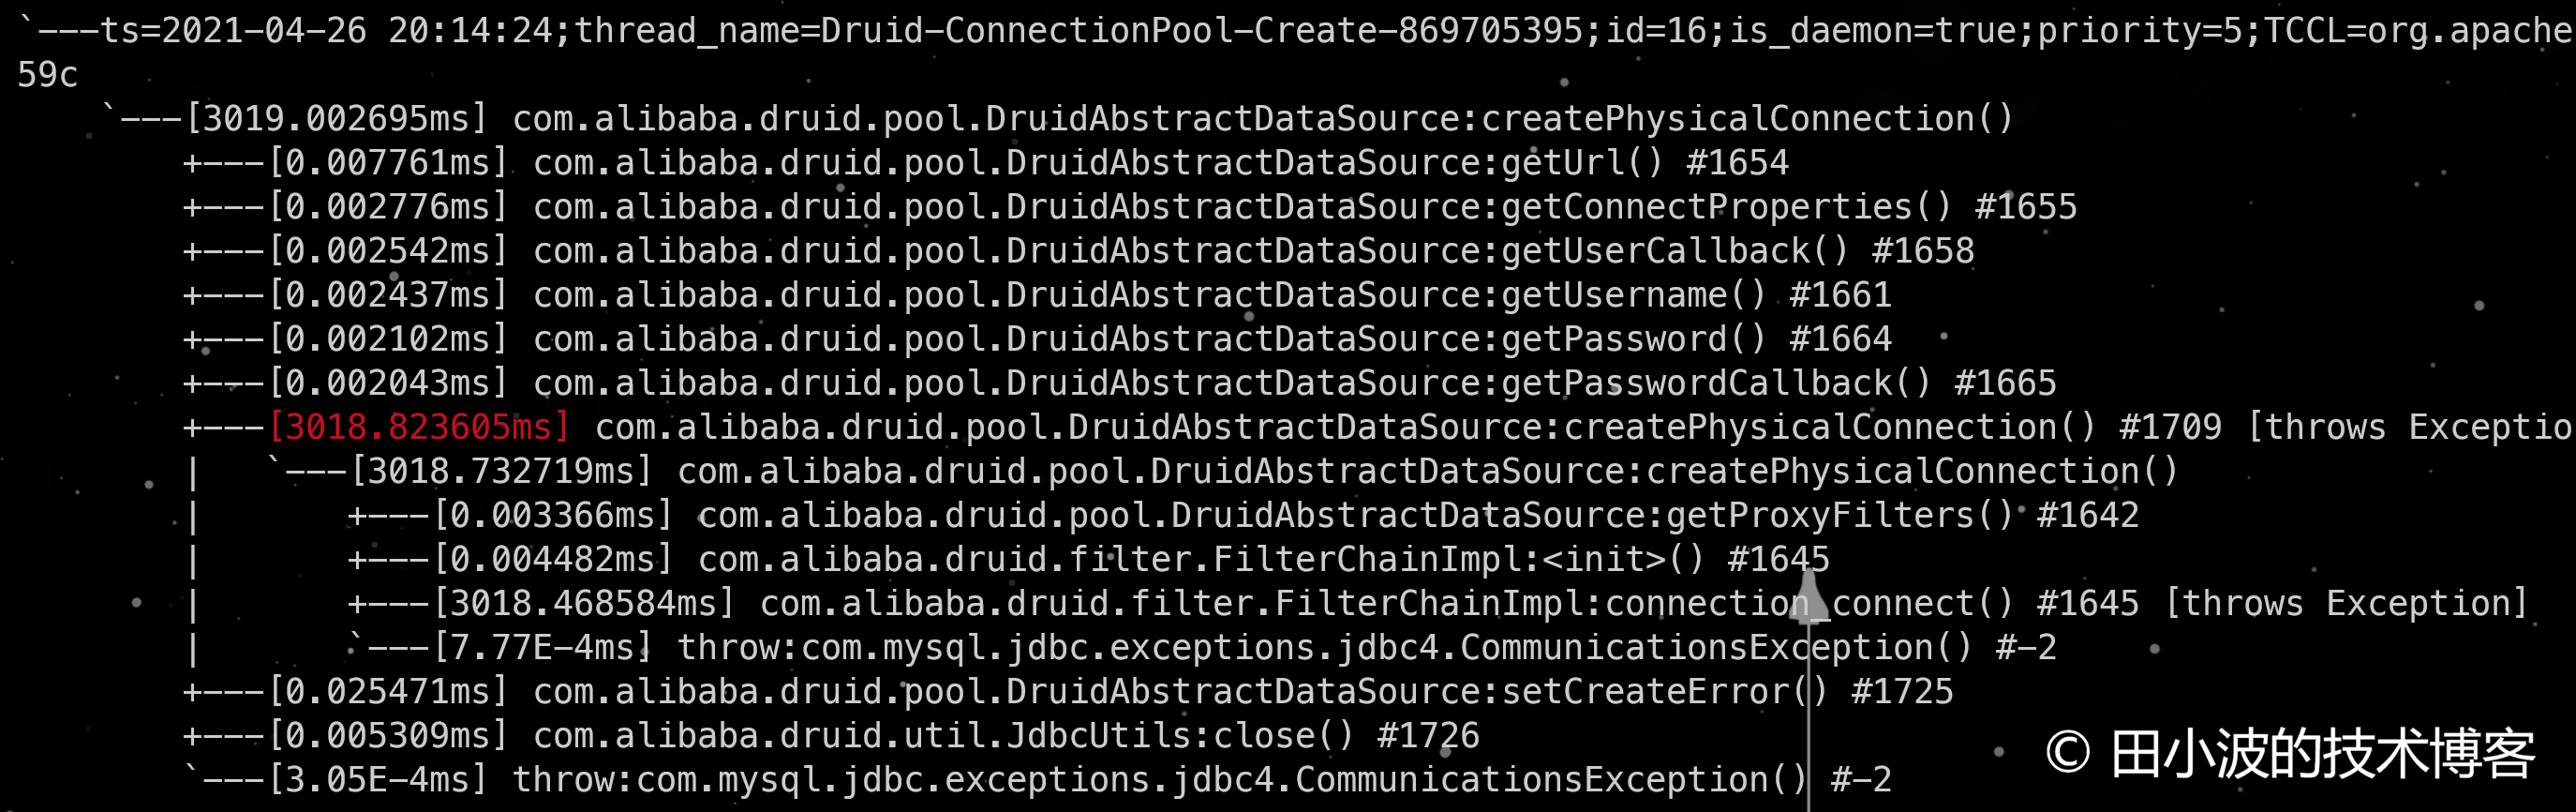 `---ts=2021-04-26 20:14:24;thread_name=Druid-ConnectionPool-Create-869705395;id=16;is_daemon=true;priority=5;TCCL=org.apache
59c
`---[3019.002695ms] com.alibaba.druid.pool.DruidAbstractDataSource:createPhysicalConnection()
+---[0.007761ms] com.alibaba.druid.pool.DruidAbstractDataSource:getUrl() #1654
+---[0.002776ms] com.alibaba.druid.pool.DruidAbstractDataSource:getConnectProperties() #1655
+---[0.002542ms] com.alibaba.druid.pool.DruidAbstractDataSource:getUserCallback() #1658
+---[0.002437ms] com.alibaba.druid.pool.DruidAbstractDataSource:getUsername() #1661
+---[0.002102ms] com.alibaba.druid.pool.DruidAbstractDataSource:getPassword() #1664
+---[0.002043ms] com.alibaba.druid.pool.DruidAbstractDataSource:getPasswordCallback() #1665
+---[3018.823605ms] com.alibaba.druid.pool.DruidAbstractDataSource:createPhysicalConnection() #1709 [throws Exceptio
|   `---[3018.732719ms] com.alibaba.druid.pool.DruidAbstractDataSource:createPhysicalConnection()
|       +---[0.003366ms] com.alibaba.druid.pool.DruidAbstractDataSource:getProxyFilters() #1642
|       +---[0.004482ms] com.alibaba.druid.filter.FilterChainImpl:<init>() #1645
|       +---[3018.468584ms] com.alibaba.druid.filter.FilterChainImpl:connection_connect() #1645 [throws Exception]
|       `---[7.77E-4ms] throw:com.mysql.jdbc.exceptions.jdbc4.CommunicationsException() #-2
+---[0.025471ms] com.alibaba.druid.pool.DruidAbstractDataSource:setCreateError() #1725
+---[0.005309ms] com.alibaba.druid.util.JdbcUtils:close() #1726
`---[3.05E-4ms] throw:com.mysql.jdbc.exceptions.jdbc4.CommunicationsException() #-2
© 田小波的技术博客